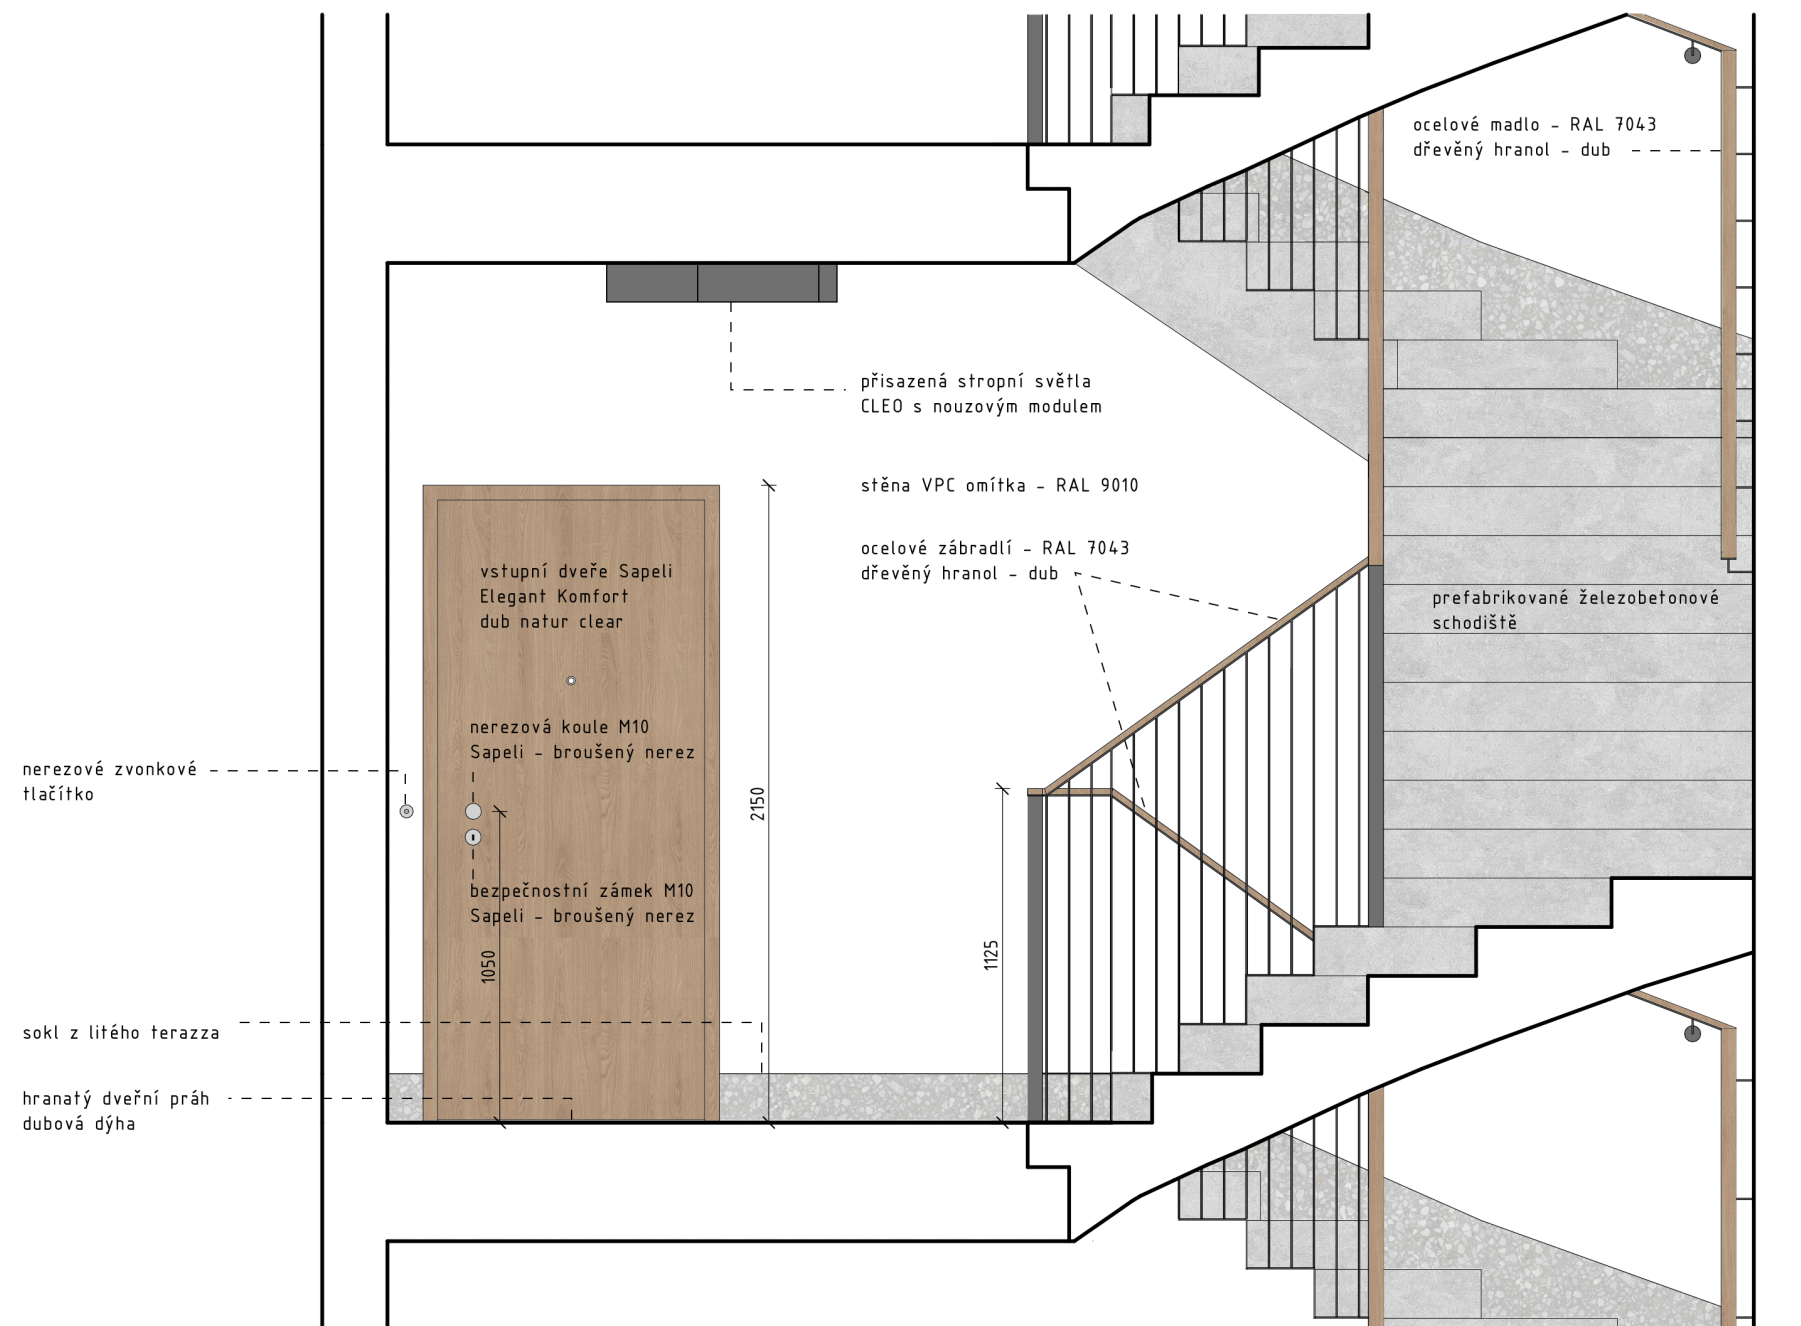 ocelové madlo - RAL 7043
dřevěný hranol - dub
přisazená stropní světla
CLEO s nouzovým modulem
stěna VPC omítka - RAL 9010
ocelové zábradlí - RAL 7043
dřevěný hranol - dub
vstupní dveře Sapeli
Elegant Komfort
dub natur clear
prefabrikované železobetonové
schodiště
nerezová koule M10
Sapeli - broušený nerez
nerezové zvonkové
tlačítko
2150
bezpečnostní zámek M10
Sapeli - broušený nerez
1050
1125
sokl z litého terazza
hranatý dveřní práh
dubová dýha